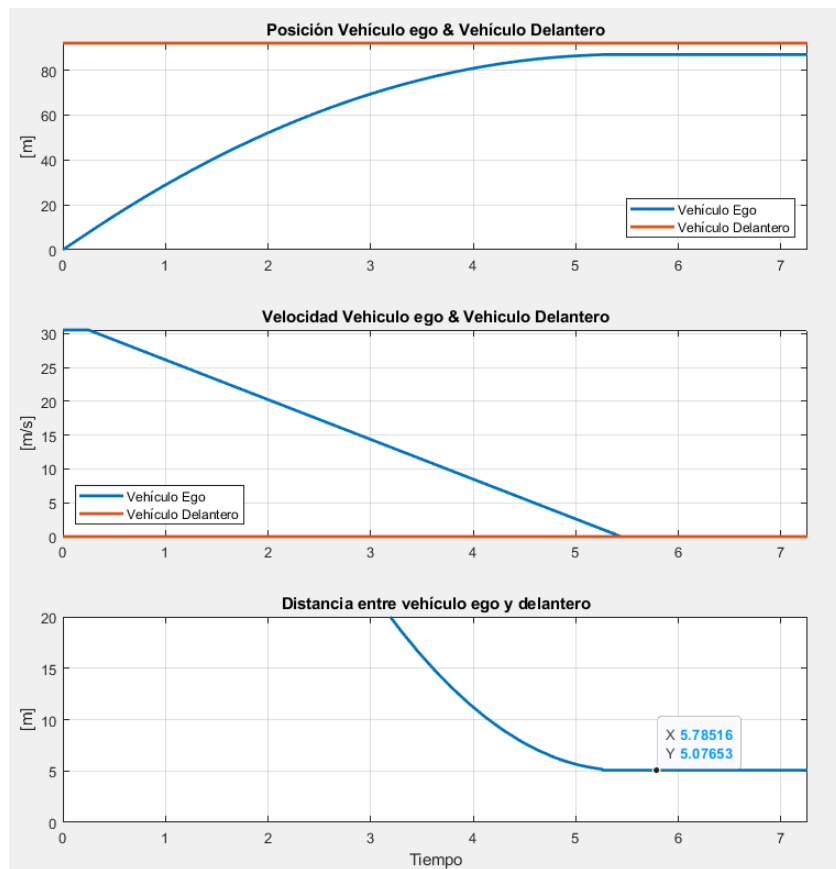 Posición Vehículo ego & Vehículo Delantero
80
60
40
20
0
[m]
0 1 2 3 4 5 6 7
Vehículo Ego
Vehículo Delantero
Velocidad Vehiculo ego & Vehiculo Delantero
30
25
20
15
10
5
0
[m/s]
0 1 2 3 4 5 6 7
Vehículo Ego
Vehículo Delantero
Distancia entre vehículo ego y delantero
20
15
10
5
0
[m]
X 5.78516
Y 5.07653
0 1 2 3 4 5 6 7
Tiempo